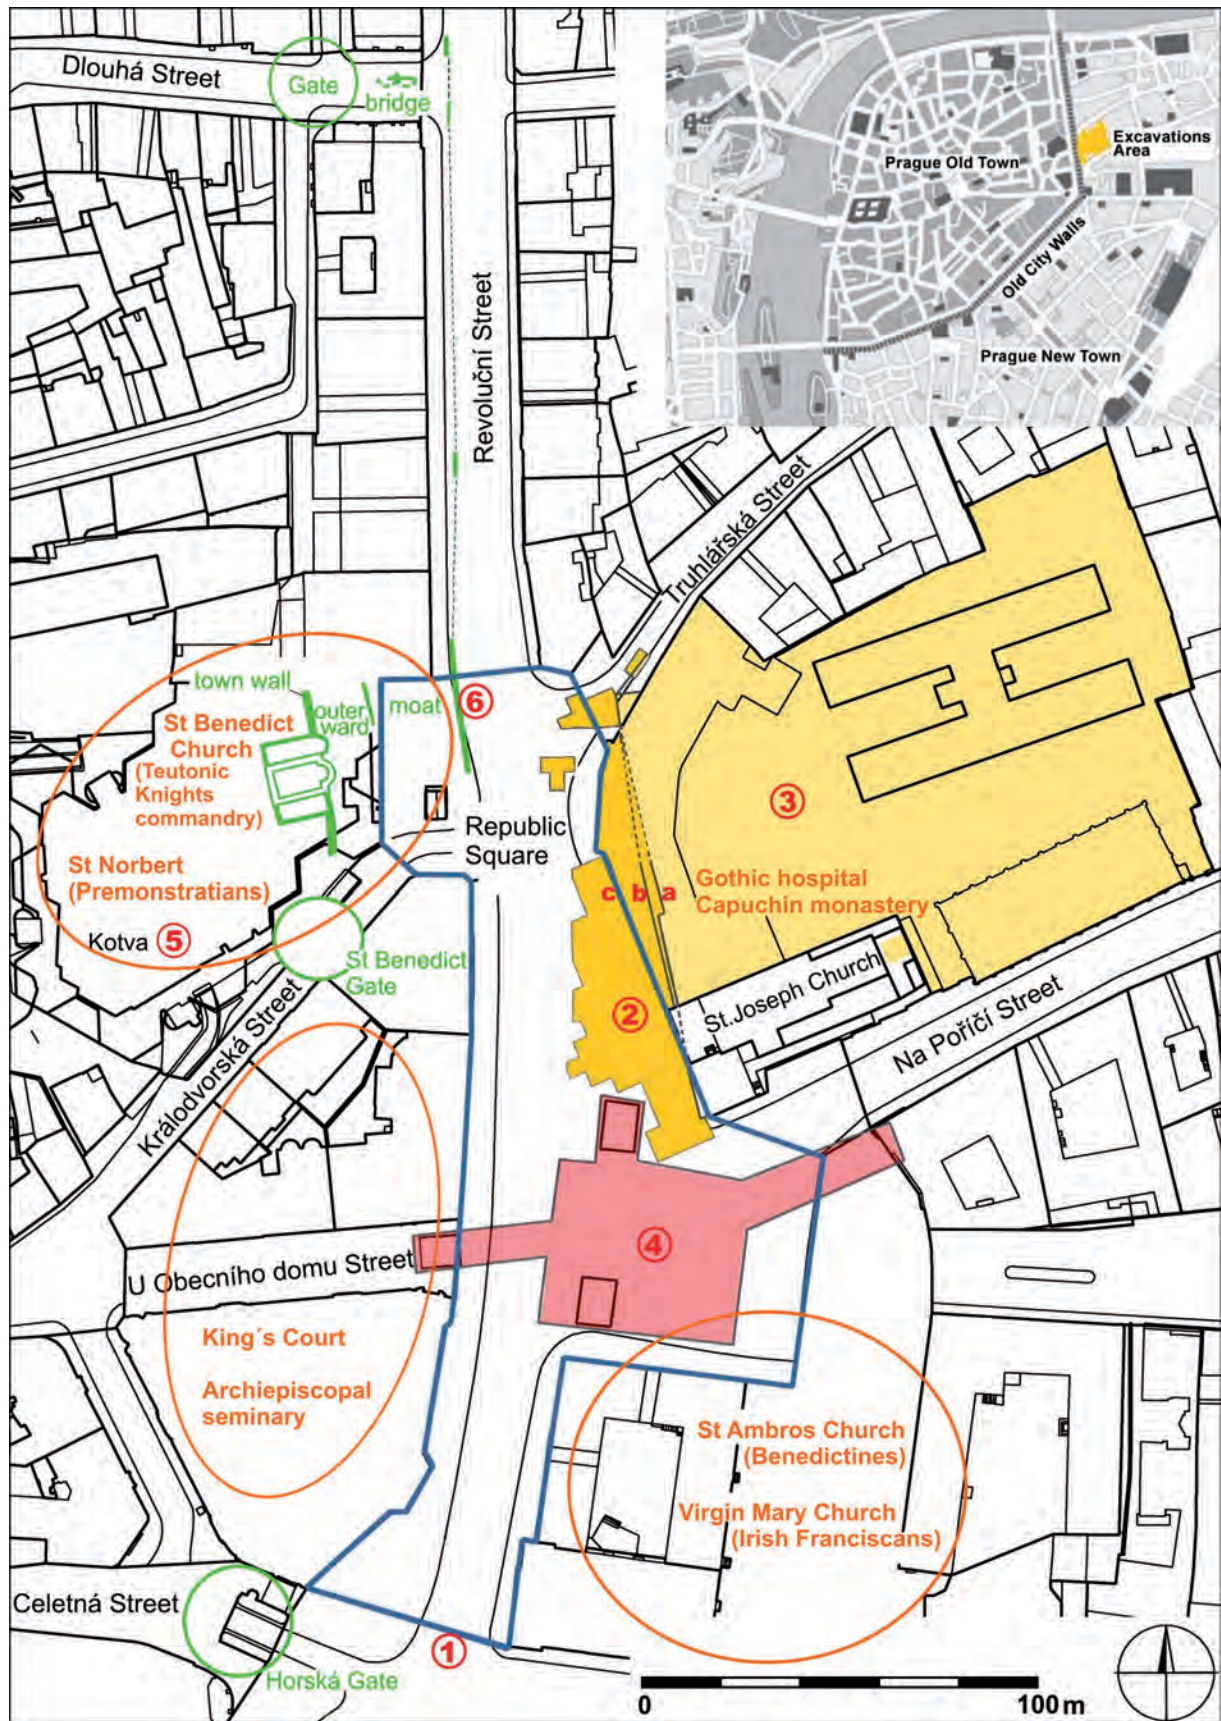 Dlouhá Street
Gate
bridge
Revoluční Street
Prague Old Town
Excavations
Area
Old City Walls
Prague New Town
Truhlářská Street
town wall
outer
ward
moat
6
St Benedict
Church
(Teutonic
Knights
commandry)
St Norbert
(Premonstratians)
Kotva 5
Republic
Square
3
c b a
Gothic hospital
Capuchin monastery
St Benedict
Gate
St.Joseph Church
2
Na Poříčí Street
Králodvorská Street
4
U Obecního domu Street
King´s Court
Archiepiscopal
seminary
St Ambros Church
(Benedictines)
Virgin Mary Church
(Irish Franciscans)
Celetná Street
Horská Gate
1
0 100 m